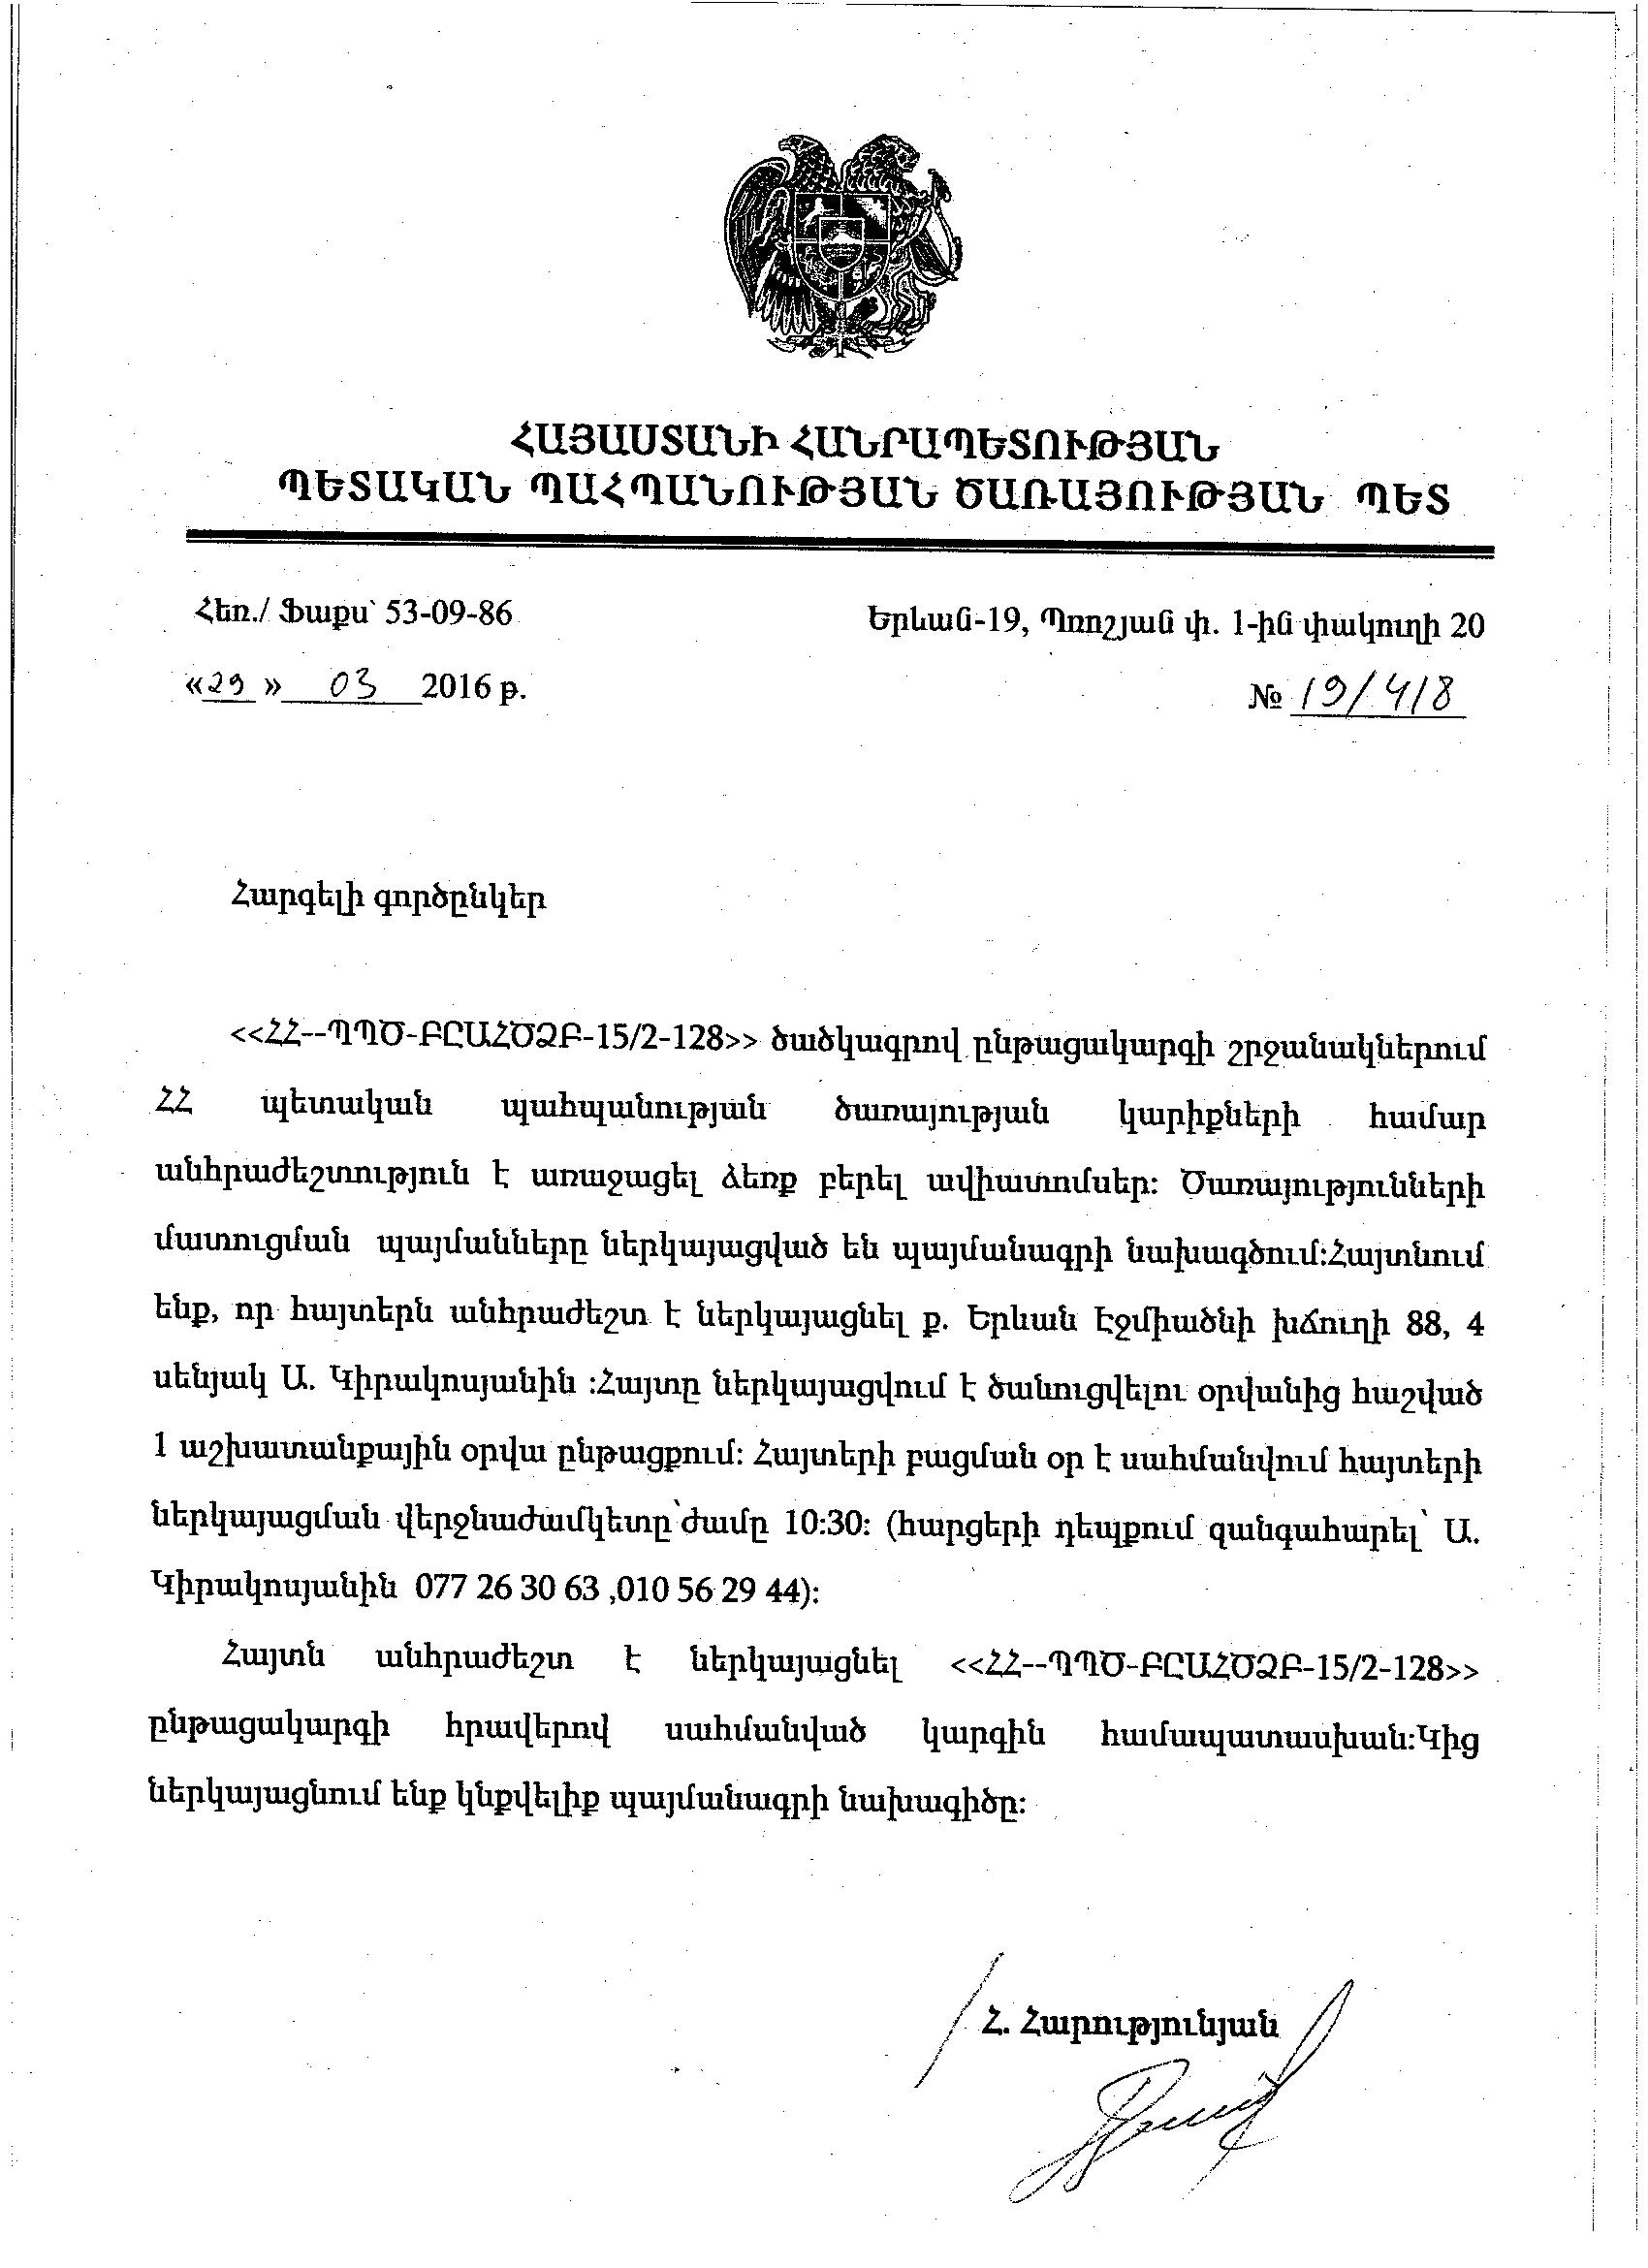 ՀԱՅԱՍՏԱՆԻ ՀԱՆՐԱՊԵՏՈՒԹՅԱՆ
ՊԵՏԱԿԱՆ ՊԱՀՊԱՆՈՒԹՅԱՆ ԾԱՌԱՅՈՒԹՅԱՆ ՊԵՏ
Հեռ./ Ֆաքս՝ 53-09-86
Երևան-19, Պռոշյան փ. 1-ին փակուղի 20
«29» 03 2016 թ.
№ 19/418
Հարգելի գործընկեր
<<ՀՀ--ՊՊԾ-ԲԸԱՀԾՁԲ-15/2-128>> ծածկագրով ընթացակարգի շրջանակներում
ՀՀ պետական պահպանության ծառայության կարիքների համար
անհրաժեշտություն է առաջացել ձեռք բերել ավիատոմսեր։ Ծառայությունների
մատուցման պայմանները ներկայացված են պայմանագրի նախագծում։Հայտնում
ենք, որ հայտերն անհրաժեշտ է ներկայացնել ք. Երևան Էջմիածնի խճուղի 88, 4
սենյակ Ա. Կիրակոսյանին ։Հայտը ներկայացվում է ծանուցվելու օրվանից հաշված
1 աշխատանքային օրվա ընթացքում։ Հայտերի բացման օր է սահմանվում հայտերի
ներկայացման վերջնաժամկետը՝ժամը 10:30։ (հարցերի դեպքում զանգահարել՝ Ա.
Կիրակոսյանին 077 26 30 63 ,010 56 29 44)։
Հայտն անհրաժեշտ է ներկայացնել <<ՀՀ--ՊՊԾ-ԲԸԱՀԾՁԲ-15/2-128>>
ընթացակարգի հրավերով սահմանված կարգին համապատասխան։Կից
ներկայացնում ենք կնքվելիք պայմանագրի նախագիծը։
Հ. Հարությունյան